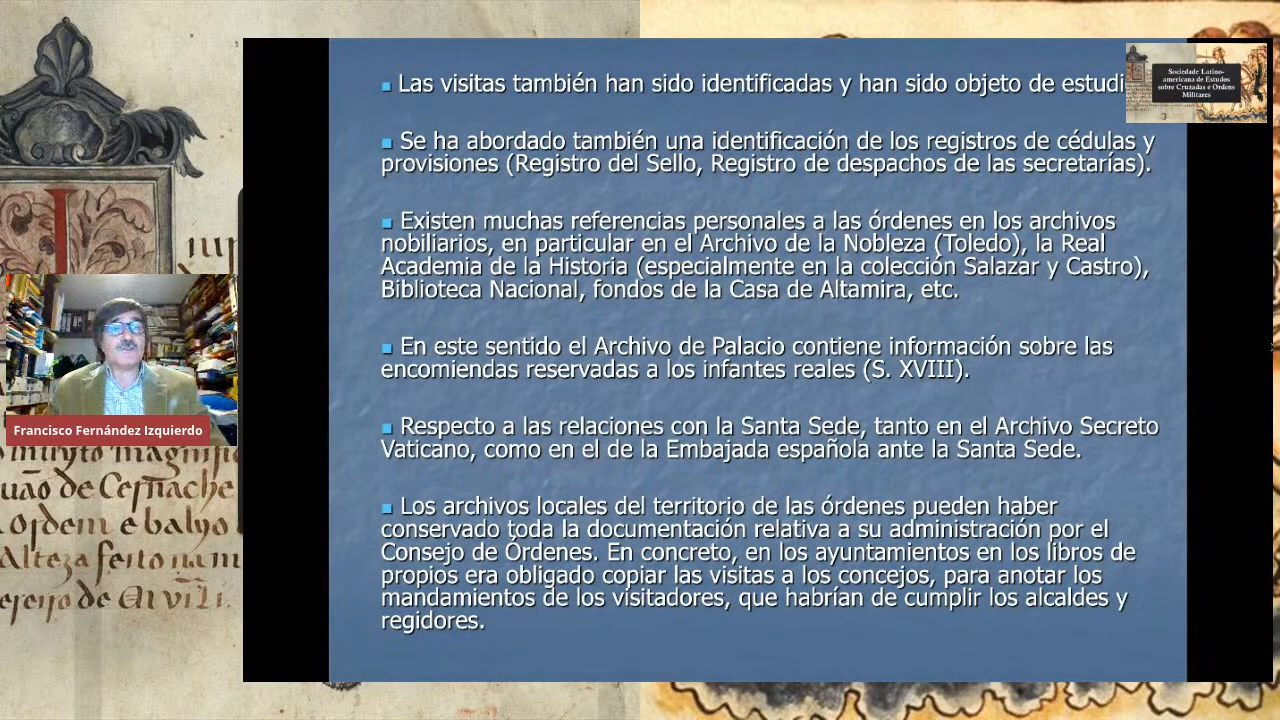 ▪ Las visitas también han sido identificadas y han sido objeto de estudi
▪ Se ha abordado también una identificación de los registros de cédulas y
provisiones (Registro del Sello, Registro de despachos de las secretarías).
▪ Existen muchas referencias personales a las órdenes en los archivos
nobiliarios, en particular en el Archivo de la Nobleza (Toledo), la Real
Academia de la Historia (especialmente en la colección Salazar y Castro),
Biblioteca Nacional, fondos de la Casa de Altamira, etc.
▪ En este sentido el Archivo de Palacio contiene información sobre las
encomiendas reservadas a los infantes reales (S. XVIII).
▪ Respecto a las relaciones con la Santa Sede, tanto en el Archivo Secreto
Vaticano, como en el de la Embajada española ante la Santa Sede.
▪ Los archivos locales del territorio de las órdenes pueden haber
conservado toda la documentación relativa a su administración por el
Consejo de Órdenes. En concreto, en los ayuntamientos en los libros de
propios era obligado copiar las visitas a los concejos, para anotar los
mandamientos de los visitadores, que habrían de cumplir los alcaldes y
regidores.
Sociedade Latino-
americana de Estudos
sobre Cruzadas e Ordens
Militares
Francisco Fernández Izquierdo
de Cernache
ordem e balyo
Alteza feito
de